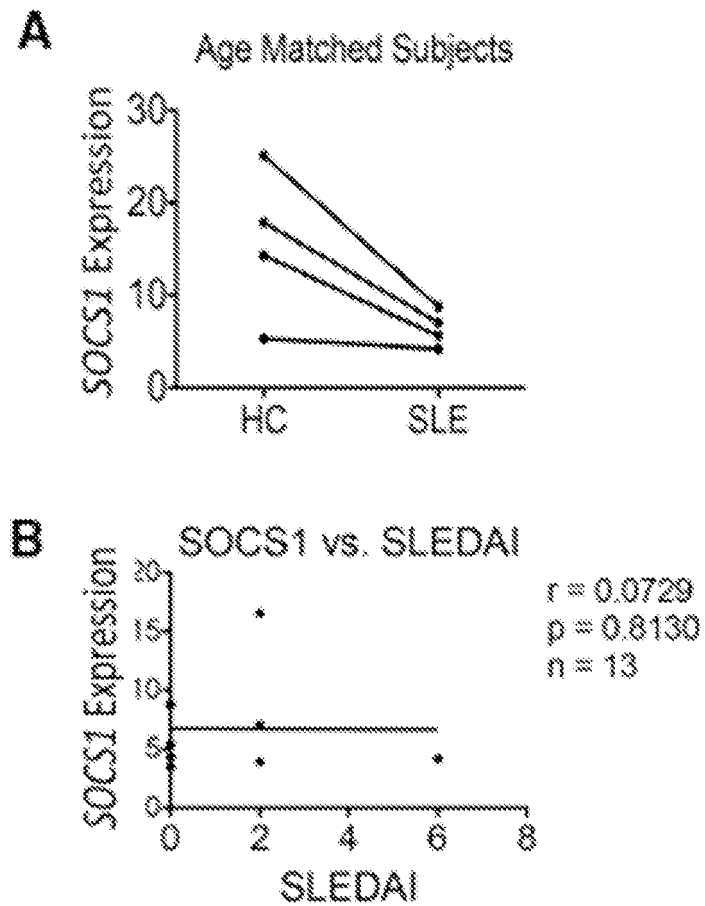 A
Age Matched Subjects
SOCS1 Expression
30
20
10
0
HC
SLE
B
SOCS1 vs. SLEDAI
SOCS1 Expression
20
15
10
5
0
0
2
4
6
8
SLEDAI
r = 0.0729
p = 0.8130
n = 13